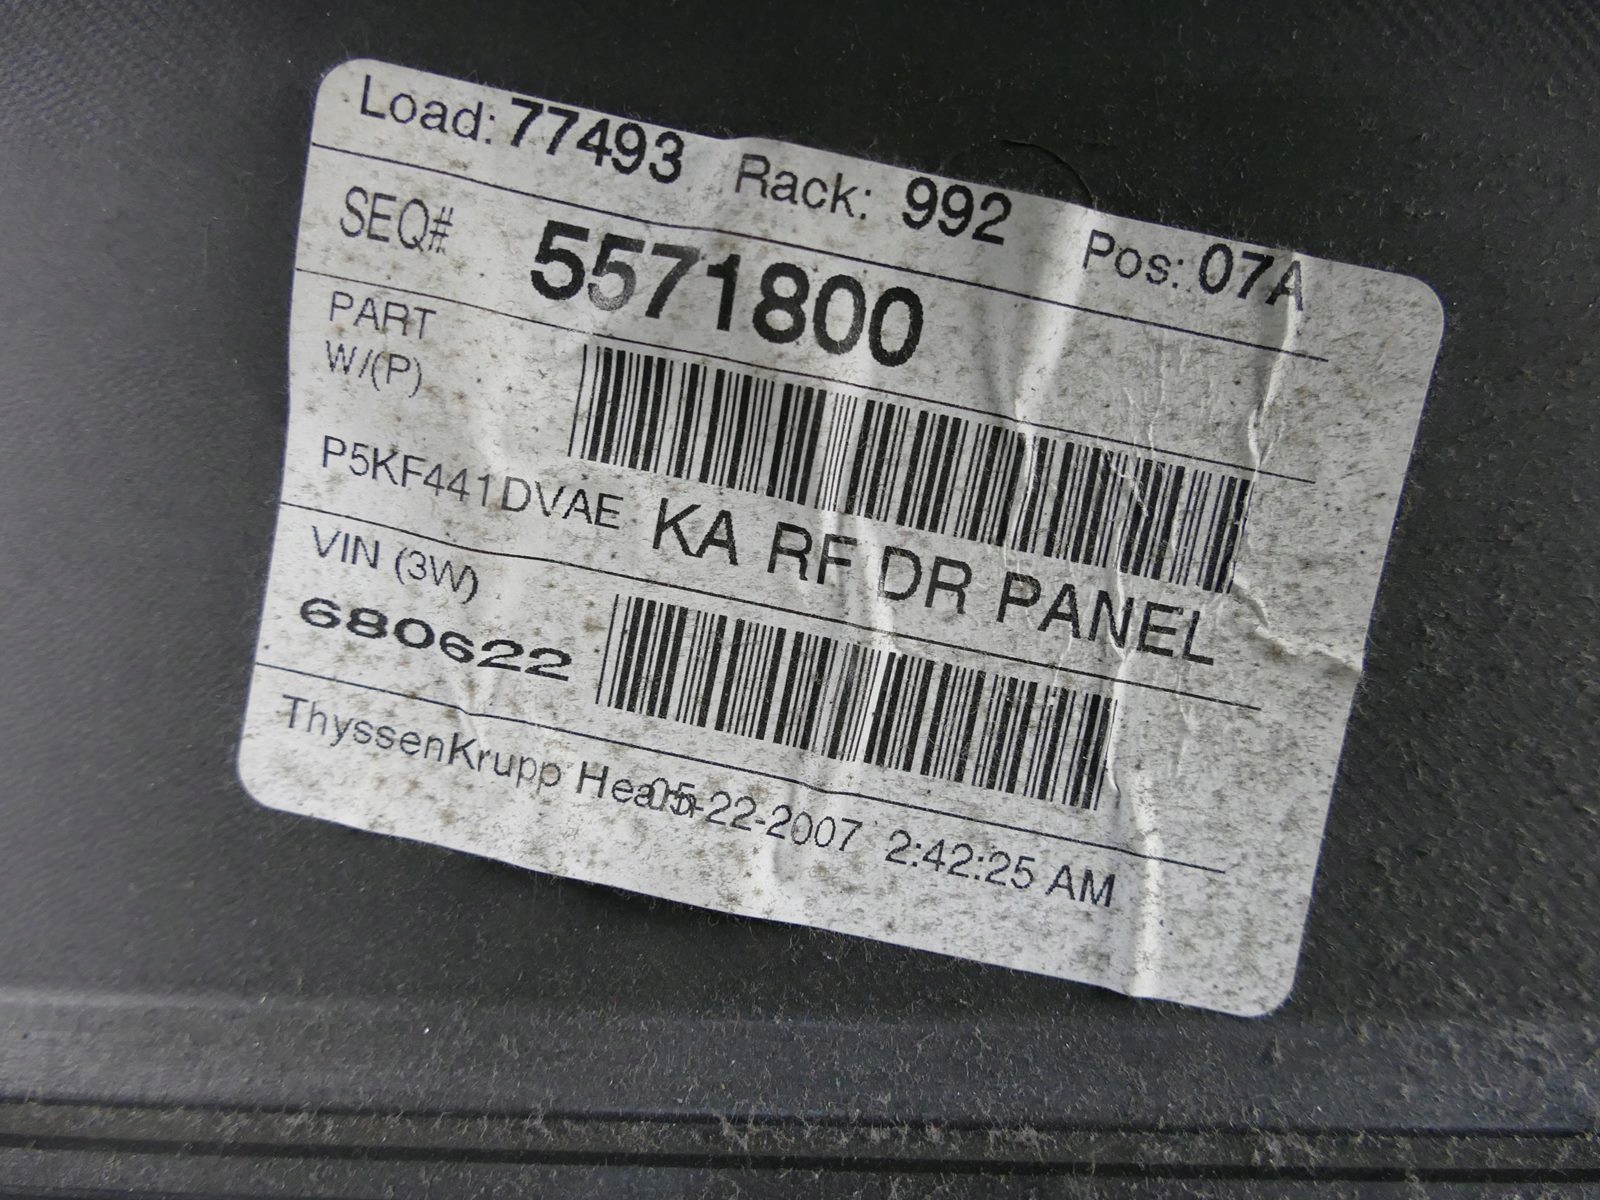 Load: 77493 Rack: 992 Pos: 07A
SEQ# 5571800
PART
W/(P)
P5KF441DVAE KA RF DR PANEL
VIN (3W)
680622
ThyssenKrupp Hearn 05-22-2007 2:42:25 AM